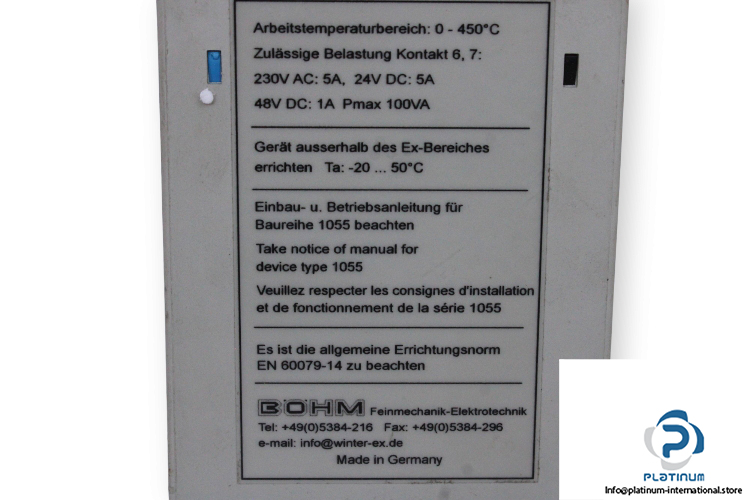 Arbeitstemperaturbereich: 0 - 450°C
Zulässige Belastung Kontakt 6, 7:
230V AC: 5A, 24V DC: 5A
48V DC: 1A Pmax 100VA
Gerät ausserhalb des Ex-Bereiches
errichten Ta: -20 ... 50°C
Einbau- u. Betriebsanleitung für
Baureihe 1055 beachten
Take notice of manual for
device type 1055
Veuillez respecter les consignes d'installation
et de fonctionnement de la série 1055
Es ist die allgemeine Errichtungsnorm
EN 60079-14 zu beachten
BÖHM Feinmechanik-Elektrotechnik
Tel: +49(0)5384-216 Fax: +49(0)5384-296
e-mail: info@winter-ex.de
Made in Germany
PLATINUM
INTERNATIONAL
Info@platinum-international.store